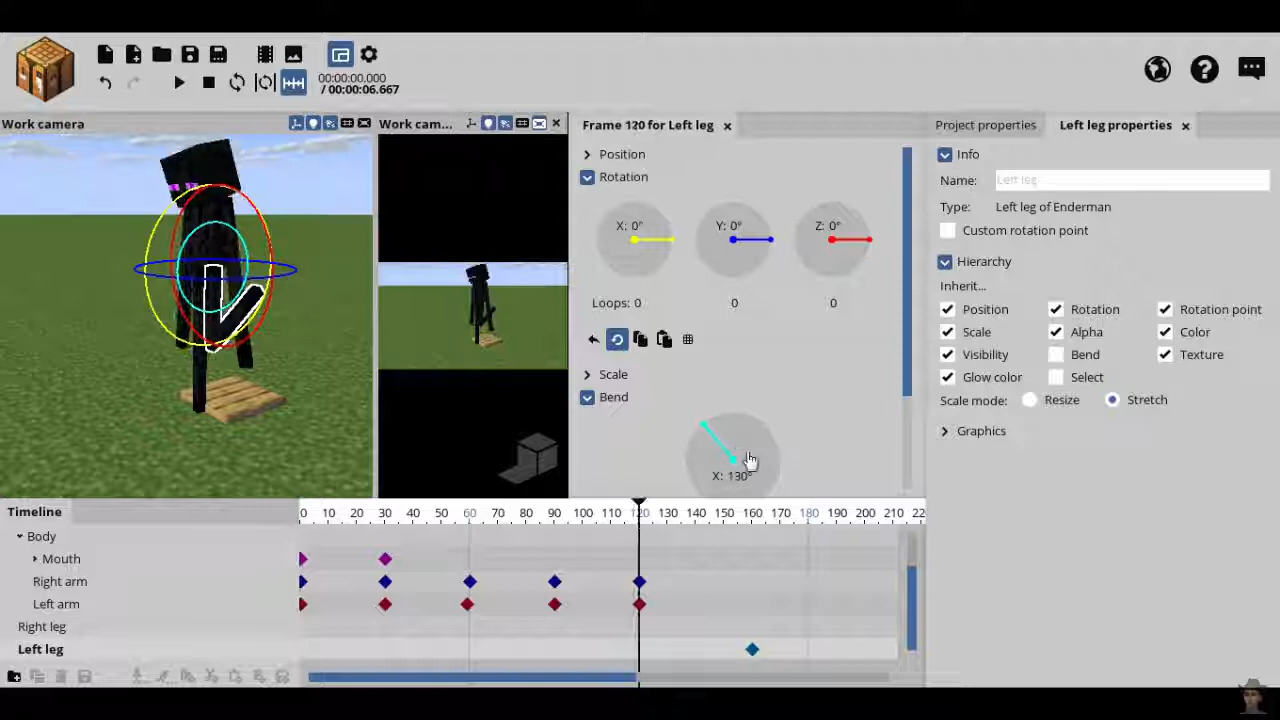 00:00:00.000
/ 00:00:06.667
Work camera
Work cam...
Frame 120 for Left leg
Project properties
Left leg properties
Position
Rotation
X: 0°
Y: 0°
Z: 0°
Loops: 0
0
0
Scale
Bend
X: 130°
Info
Name:
Left leg
Type:
Left leg of Enderman
Custom rotation point
Hierarchy
Inherit...
Position
Rotation
Rotation point
Scale
Alpha
Color
Visibility
Bend
Texture
Glow color
Select
Scale mode:
Resize
Stretch
Graphics
Timeline
0 10 20 30 40 50 60 70 80 90 100 110 120 130 140 150 160 170 180 190 200 210 22
Body
Mouth
Right arm
Left arm
Right leg
Left leg